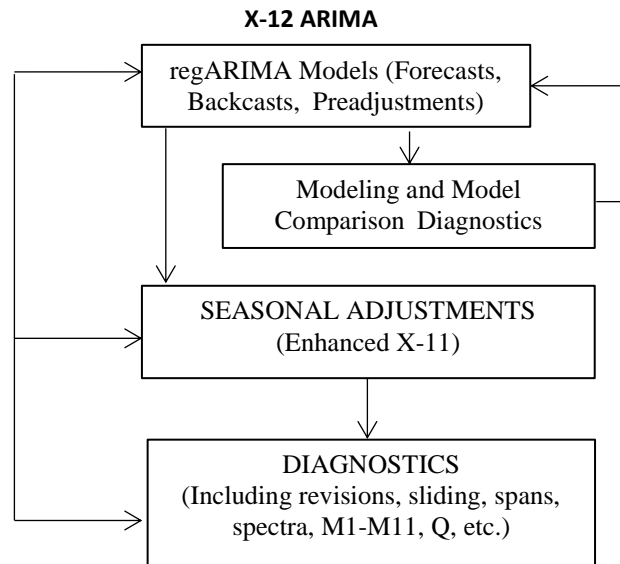 X-12 ARIMA
regARIMA Models (Forecasts,
Backcasts, Preadjustments)
Modeling and Model
Comparison Diagnostics
SEASONAL ADJUSTMENTS
(Enhanced X-11)
DIAGNOSTICS
(Including revisions, sliding, spans,
spectra, M1-M11, Q, etc.)